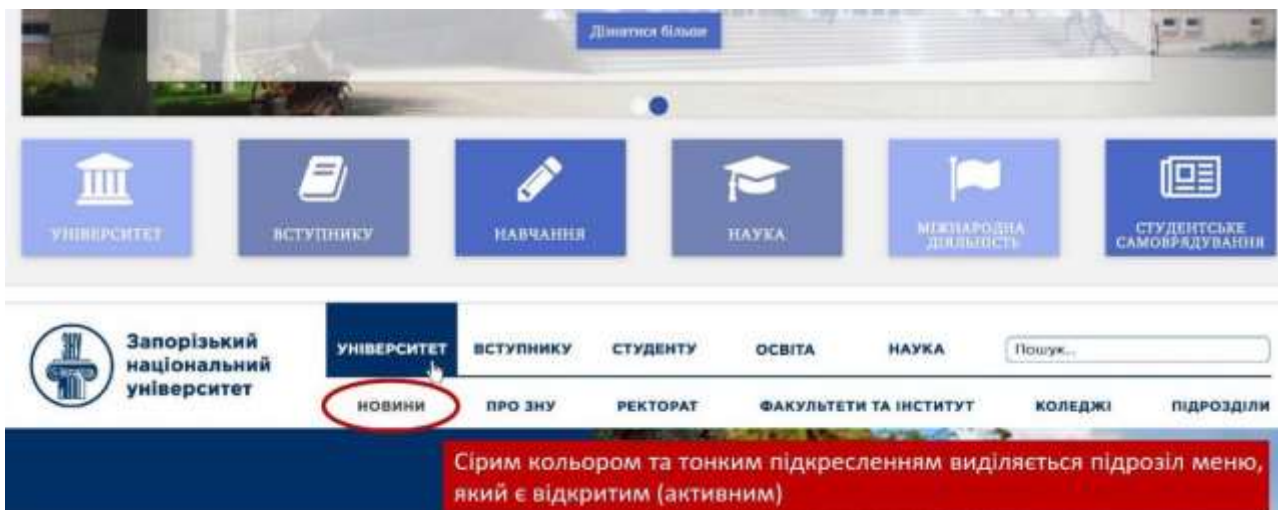 Дізнатися більше
УНІВЕРСИТЕТ
ВСТУПНИКУ
НАВЧАННЯ
НАУКА
МІЖНАРОДНА
ДІЯЛЬНІСТЬ
СТУДЕНТСЬКЕ
САМОВРЯДУВАННЯ
ЗНУ
Запорізький
національний
університет
УНІВЕРСИТЕТ ВСТУПНИКУ СТУДЕНТУ ОСВІТА НАУКА Пошук...
НОВИНИ ПРО ЗНУ РЕКТОРАТ ФАКУЛЬТЕТИ ТА ІНСТИТУТ КОЛЕДЖІ ПІДРОЗДІЛИ
Сірим кольором та тонким підкресленням виділяється підрозіл меню,
який є відкритим (активним)